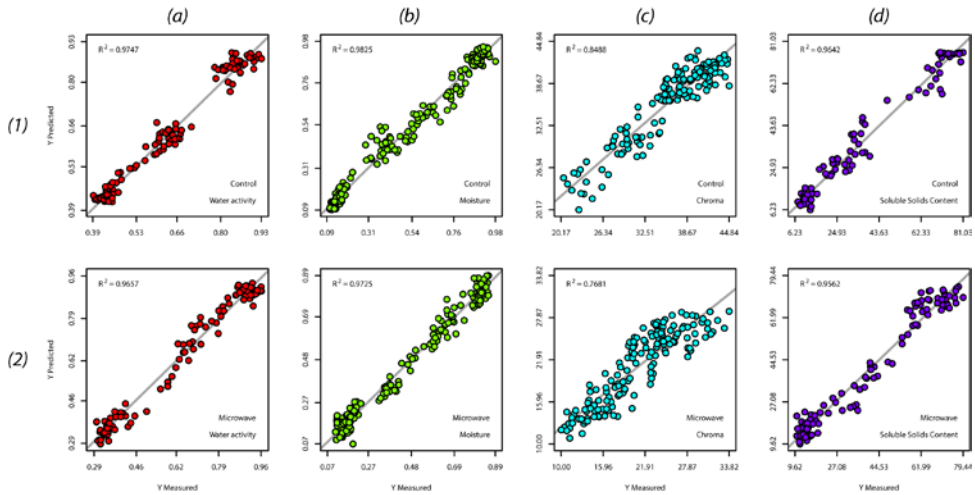 (a) (b) (c) (d)
(1)
Y Predicted
0.93
0.80
0.66
0.53
0.39
R² = 0.9747
Control
Water activity
0.39 0.53 0.66 0.80 0.93
0.98
0.76
0.54
0.31
0.09
R² = 0.9825
Control
Moisture
0.09 0.31 0.54 0.76 0.98
44.84
38.67
32.51
26.34
20.17
R² = 0.8488
Control
Chroma
20.17 26.34 32.51 38.67 44.84
81.03
62.33
43.63
24.93
6.23
R² = 0.9642
Control
Soluble Solids Content
6.23 24.93 43.63 62.33 81.03
(2)
Y Predicted
0.96
0.79
0.62
0.46
0.29
R² = 0.9657
Microwave
Water activity
0.29 0.46 0.62 0.79 0.96
Y Measured
0.89
0.69
0.48
0.27
0.07
R² = 0.9725
Microwave
Moisture
0.07 0.27 0.48 0.69 0.89
Y Measured
33.82
27.87
21.91
15.96
10.00
R² = 0.7681
Microwave
Chroma
10.00 15.96 21.91 27.87 33.82
Y Measured
79.44
61.99
44.53
27.08
9.62
R² = 0.9562
Microwave
Soluble Solids Content
9.62 27.08 44.53 61.99 79.44
Y Measured